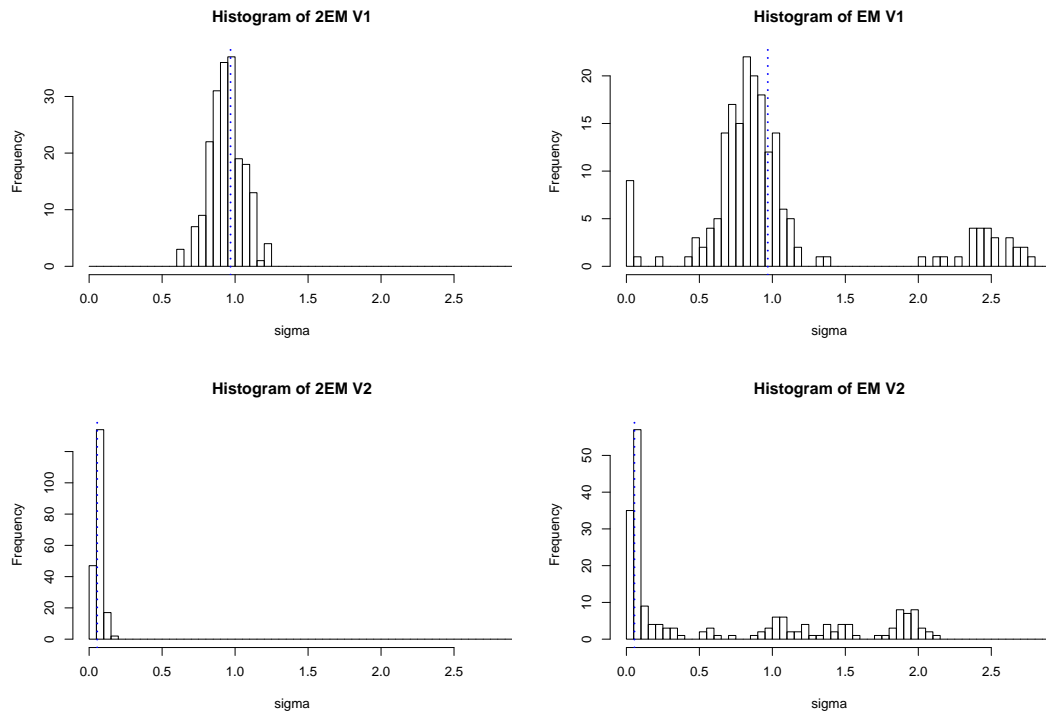 Histogram of 2EM V1
Frequency
0 10 20 30
0.0 0.5 1.0 1.5 2.0 2.5
sigma
Histogram of EM V1
Frequency
0 5 10 15 20
0.0 0.5 1.0 1.5 2.0 2.5
sigma
Histogram of 2EM V2
Frequency
0 20 40 60 80 100
0.0 0.5 1.0 1.5 2.0 2.5
sigma
Histogram of EM V2
Frequency
0 10 20 30 40 50
0.0 0.5 1.0 1.5 2.0 2.5
sigma